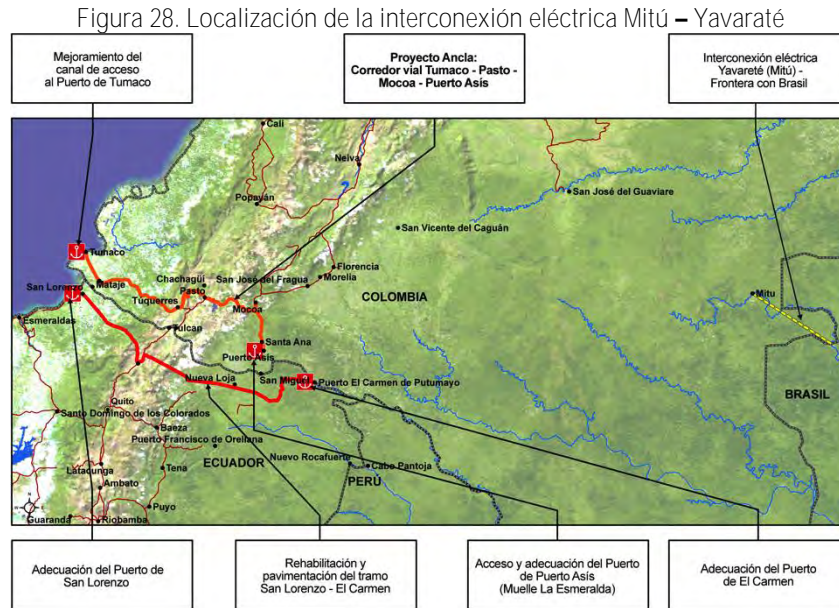 Figura 28. Localización de la interconexión eléctrica Mitú – Yavaraté
Mejoramiento del
canal de acceso
al Puerto de Tumaco
Proyecto Ancla:
Corredor vial Tumaco - Pasto -
Mocoa - Puerto Asís
Interconexión eléctrica
Yavareté (Mitú) -
Frontera con Brasil
Cali
Neiva
Popayán
San José del Guaviare
San Vicente del Caguán
Tunaco
Florencia
Chachagüí
San José del Fragua
Morelia
Mataje
San Lorenzo
Pasto
COLOMBIA
Mitu
Túquerres
Mocoa
Esmeraldas
Tulcan
Santa Ana
Puerto Asís
BRASIL
San Miguel
Nueva Loja
Puerto El Carmen de Putumayo
Quito
Santo Domingo de los Colorados
Baeza
Puerto Francisco de Orellana
ECUADOR
Nuevo Rocafuerte
Cabo Pantoja
Latacunga
Tena
PERÚ
Ambato
Puyo
Guaranda
Riobamba
Adecuación del Puerto de
San Lorenzo
Rehabilitación y
pavimentación del tramo
San Lorenzo - El Carmen
Acceso y adecuación del Puerto
de Puerto Asís
(Muelle La Esmeralda)
Adecuación del Puerto
de El Carmen